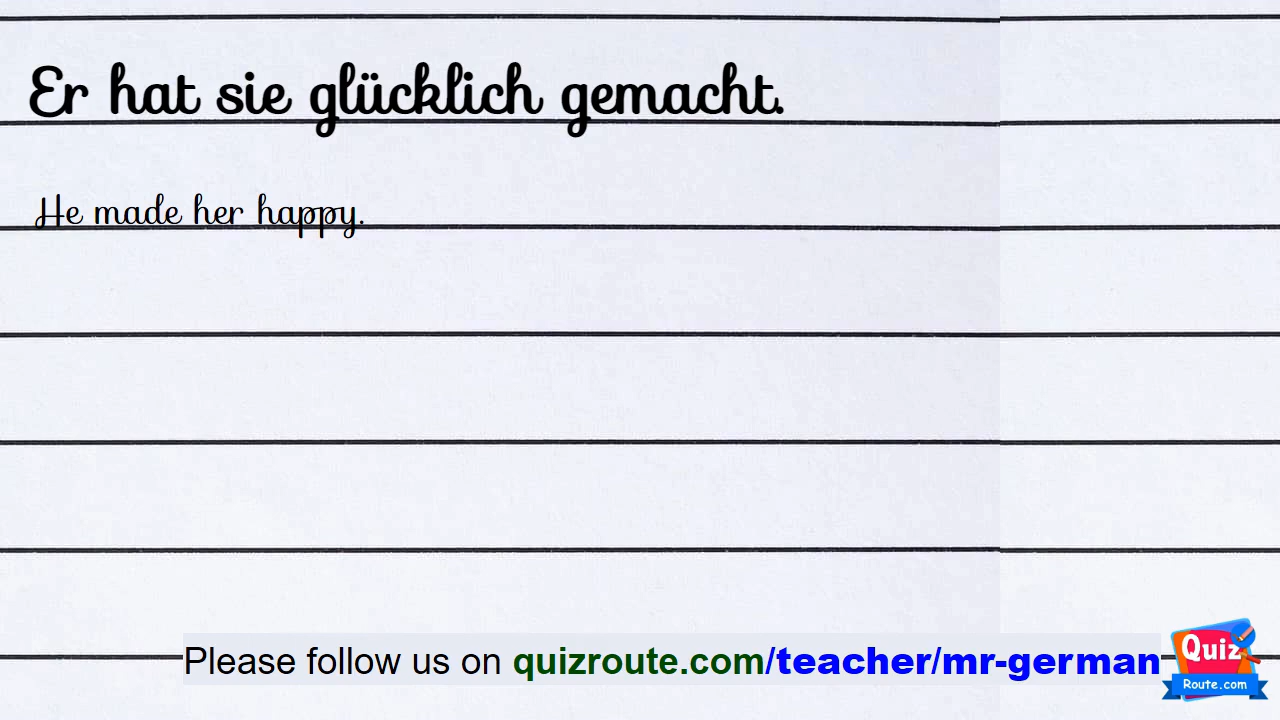 Er hat sie glücklich gemacht.
He made her happy.
Please follow us on quizroute.com/teacher/mr-german
Quiz
Route.com